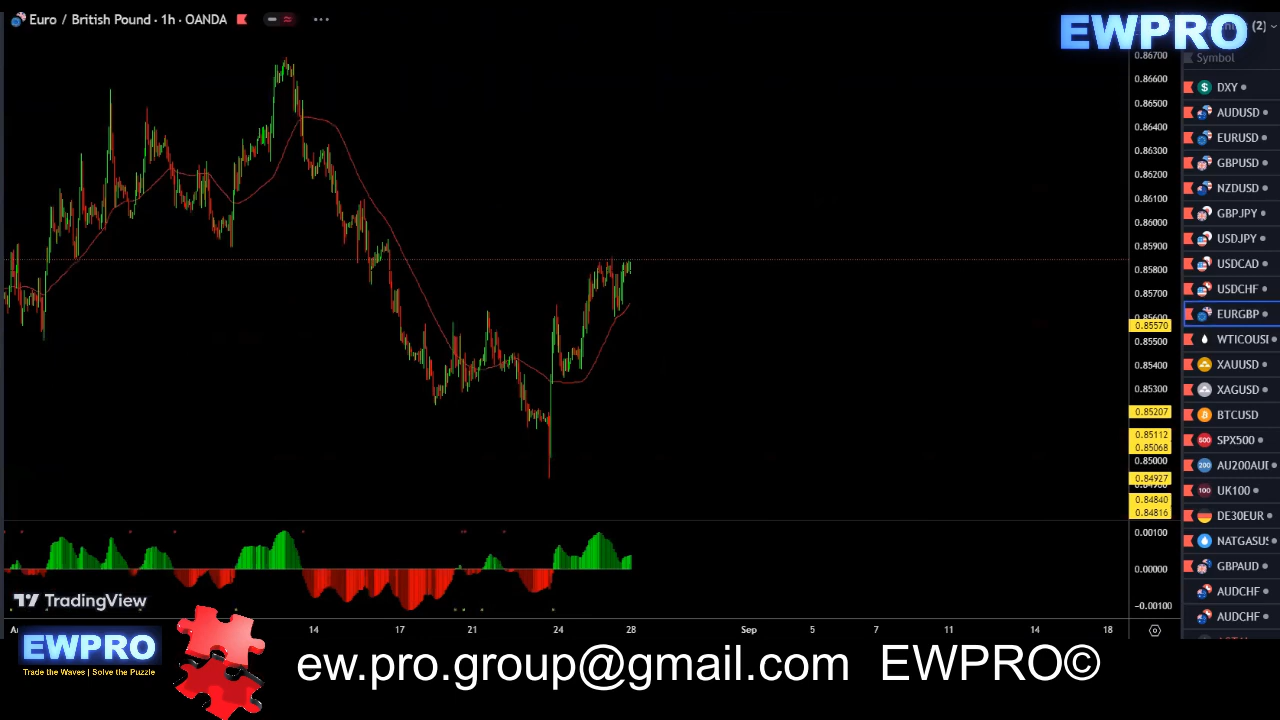 Euro / British Pound · 1h · OANDA
EWPRO
(2)
Symbol
0.86700
0.86600
0.86500
0.86400
0.86300
0.86200
0.86100
0.86000
0.85900
0.85800
0.85700
0.85600
0.85570
0.85500
0.85400
0.85300
0.85207
0.85112
0.85068
0.85000
0.84927
0.84840
0.84816
0.00100
0.00000
-0.00100
DXY
AUDUSD
EURUSD
GBPUSD
NZDUSD
GBPJPY
USDJPY
USDCAD
USDCHF
EURGBP
WTICOUSI
XAUUSD
XAGUSD
BTCUSD
SPX500
AU200AUD
UK100
DE30EUR
NATGASUS
GBPAUD
AUDCHF
AUDCHF
TradingView
14 17 21 24 28 Sep 5 7 11 14 18
EWPRO
Trade the Waves | Solve the Puzzle
ew.pro.group@gmail.com EWPRO©